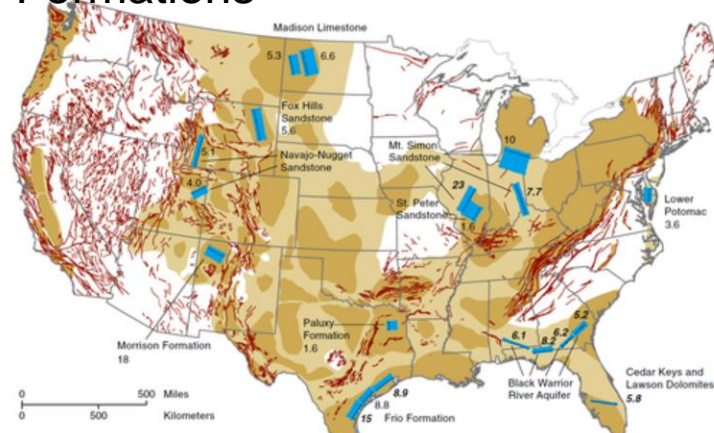 Formations
Madison Limestone
5.3
6.6
Fox Hills
Sandstone
5.6
5.1
Navajo-Nugget
Sandstone
4.0
Mt. Simon
Sandstone
10
23
7.7
St. Peter
Sandstone
1.6
Lower
Potomac
3.6
Morrison Formation
18
Paluxy
Formation
1.6
6.1
8.2
6.2
5.2
Black Warrior
River Aquifer
Cedar Keys and
Lawson Dolomites
5.8
8.9
8.8
15
Frio Formation
0 500 Miles
0 500 Kilometers